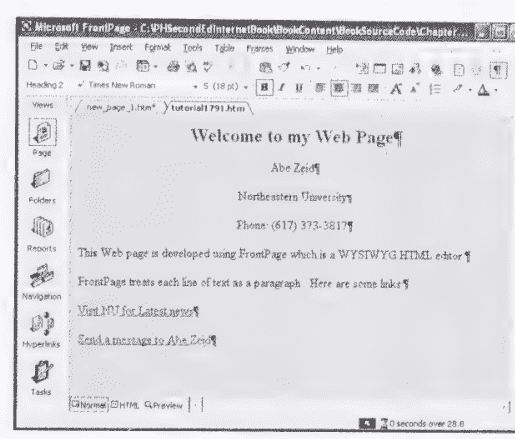 Microsoft FrontPage - C:\PHSecondEdInternetBook\BookContent\BookSourceCode\Chapter...
File Edit View Insert Format Tools Table Frames Window Help
Heading 2 Times New Roman 5 (18 pt) B I U A A A
Views new_page_1.htm* tutorial1791.htm
Welcome to my Web Page¶
Page
Abe Zeid¶
Northeastern University¶
Folders
Phone: (617) 373-3817¶
Reports
This Web page is developed using FrontPage which is a WYSIWYG HTML editor.¶
FrontPage treats each line of text as a paragraph. Here are some links¶
Navigation
Visit NU for Latest news¶
Hyperlinks
Send a message to Abe Zeid¶
Tasks
Normal HTML Preview
0 seconds over 28.8